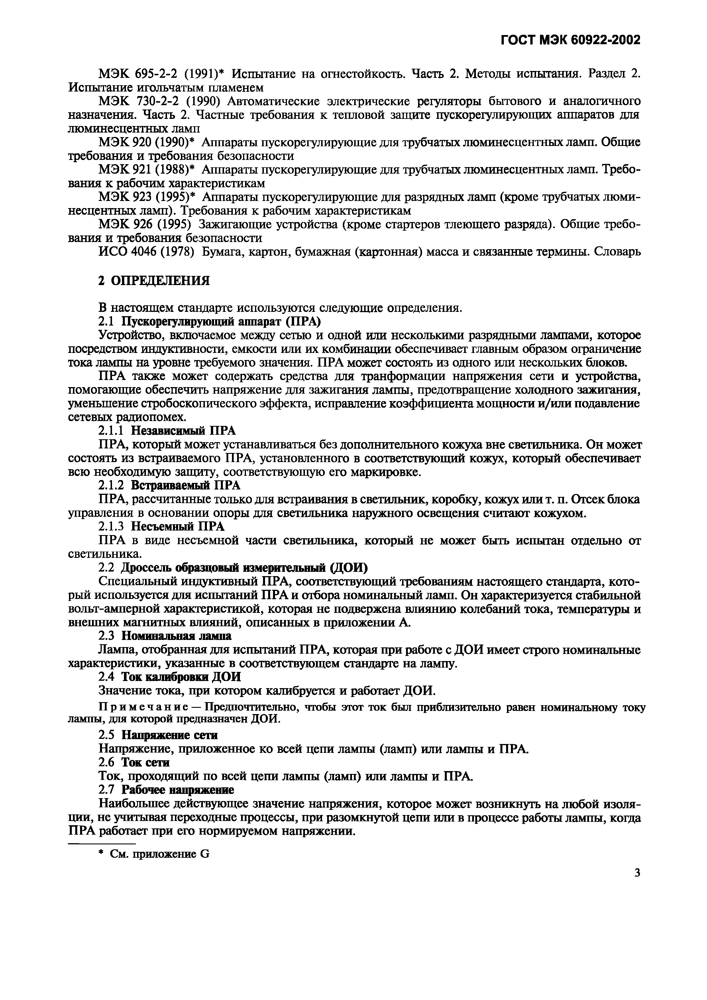 ГОСТ МЭК 60922-2002
МЭК 695-2-2 (1991)* Испытание на огнестойкость. Часть 2. Методы испытания. Раздел 2.
Испытание игольчатым пламенем
МЭК 730-2-2 (1990) Автоматические электрические регуляторы бытового и аналогичного
назначения. Часть 2. Частные требования к тепловой защите пускорегулирующих аппаратов для
люминесцентных ламп
МЭК 920 (1990)* Аппараты пускорегулирующие для трубчатых люминесцентных ламп. Общие
требования и требования безопасности
МЭК 921 (1988)* Аппараты пускорегулирующие для трубчатых люминесцентных ламп. Требо-
вания к рабочим характеристикам
МЭК 923 (1995)* Аппараты пускорегулирующие для разрядных ламп (кроме трубчатых люми-
несцентных ламп). Требования к рабочим характеристикам
МЭК 926 (1995) Зажигающие устройства (кроме стартеров тлеющего разряда). Общие требо-
вания и требования безопасности
ИСО 4046 (1978) Бумага, картон, бумажная (картонная) масса и связанные термины. Словарь
2 ОПРЕДЕЛЕНИЯ
В настоящем стандарте используются следующие определения.
2.1 Пускорегулирующий аппарат (ПРА)
Устройство, включаемое между сетью и одной или несколькими разрядными лампами, которое
посредством индуктивности, емкости или их комбинации обеспечивает главным образом ограничение
тока лампы на уровне требуемого значения. ПРА может состоять из одного или нескольких блоков.
ПРА также может содержать средства для транформации напряжения сети и устройства,
помогающие обеспечить напряжение для зажигания лампы, предотвращение холодного зажигания,
уменьшение стробоскопического эффекта, исправление коэффициента мощности и/или подавление
сетевых радиопомех.
2.1.1 Независимый ПРА
ПРА, который может устанавливаться без дополнительного кожуха вне светильника. Он может
состоять из встраиваемого ПРА, установленного в соответствующий кожух, который обеспечивает
всю необходимую защиту, соответствующую его маркировке.
2.1.2 Встраиваемый ПРА
ПРА, рассчитанные только для встраивания в светильник, коробку, кожух или т. п. Отсек блока
управления в основании опоры для светильника наружного освещения считают кожухом.
2.1.3 Несъемный ПРА
ПРА в виде несъемной части светильника, который не может быть испытан отдельно от
светильника.
2.2 Дроссель образцовый измерительный (ДОИ)
Специальный индуктивный ПРА, соответствующий требованиям настоящего стандарта, кото-
рый используется для испытаний ПРА и отбора номинальный ламп. Он характеризуется стабильной
вольт-амперной характеристикой, которая не подвержена влиянию колебаний тока, температуры и
внешних магнитных влияний, описанных в приложении А.
2.3 Номинальная лампа
Лампа, отобранная для испытаний ПРА, которая при работе с ДОИ имеет строго номинальные
характеристики, указанные в соответствующем стандарте на лампу.
2.4 Ток калибровки ДОИ
Значение тока, при котором калибруется и работает ДОИ.
Примечание — Предпочтительно, чтобы этот ток был приблизительно равен номинальному току
лампы, для которой предназначен ДОИ.
2.5 Напряжение сети
Напряжение, приложенное ко всей цепи лампы (ламп) или лампы и ПРА.
2.6 Ток сети
Ток, проходящий по всей цепи лампы (ламп) или лампы и ПРА.
2.7 Рабочее напряжение
Наибольшее действующее значение напряжения, которое может возникнуть на любой изоля-
ции, не учитывая переходные процессы, при разомкнутой цепи или в процессе работы лампы, когда
ПРА работает при его нормируемом напряжении.
* См. приложение G
3